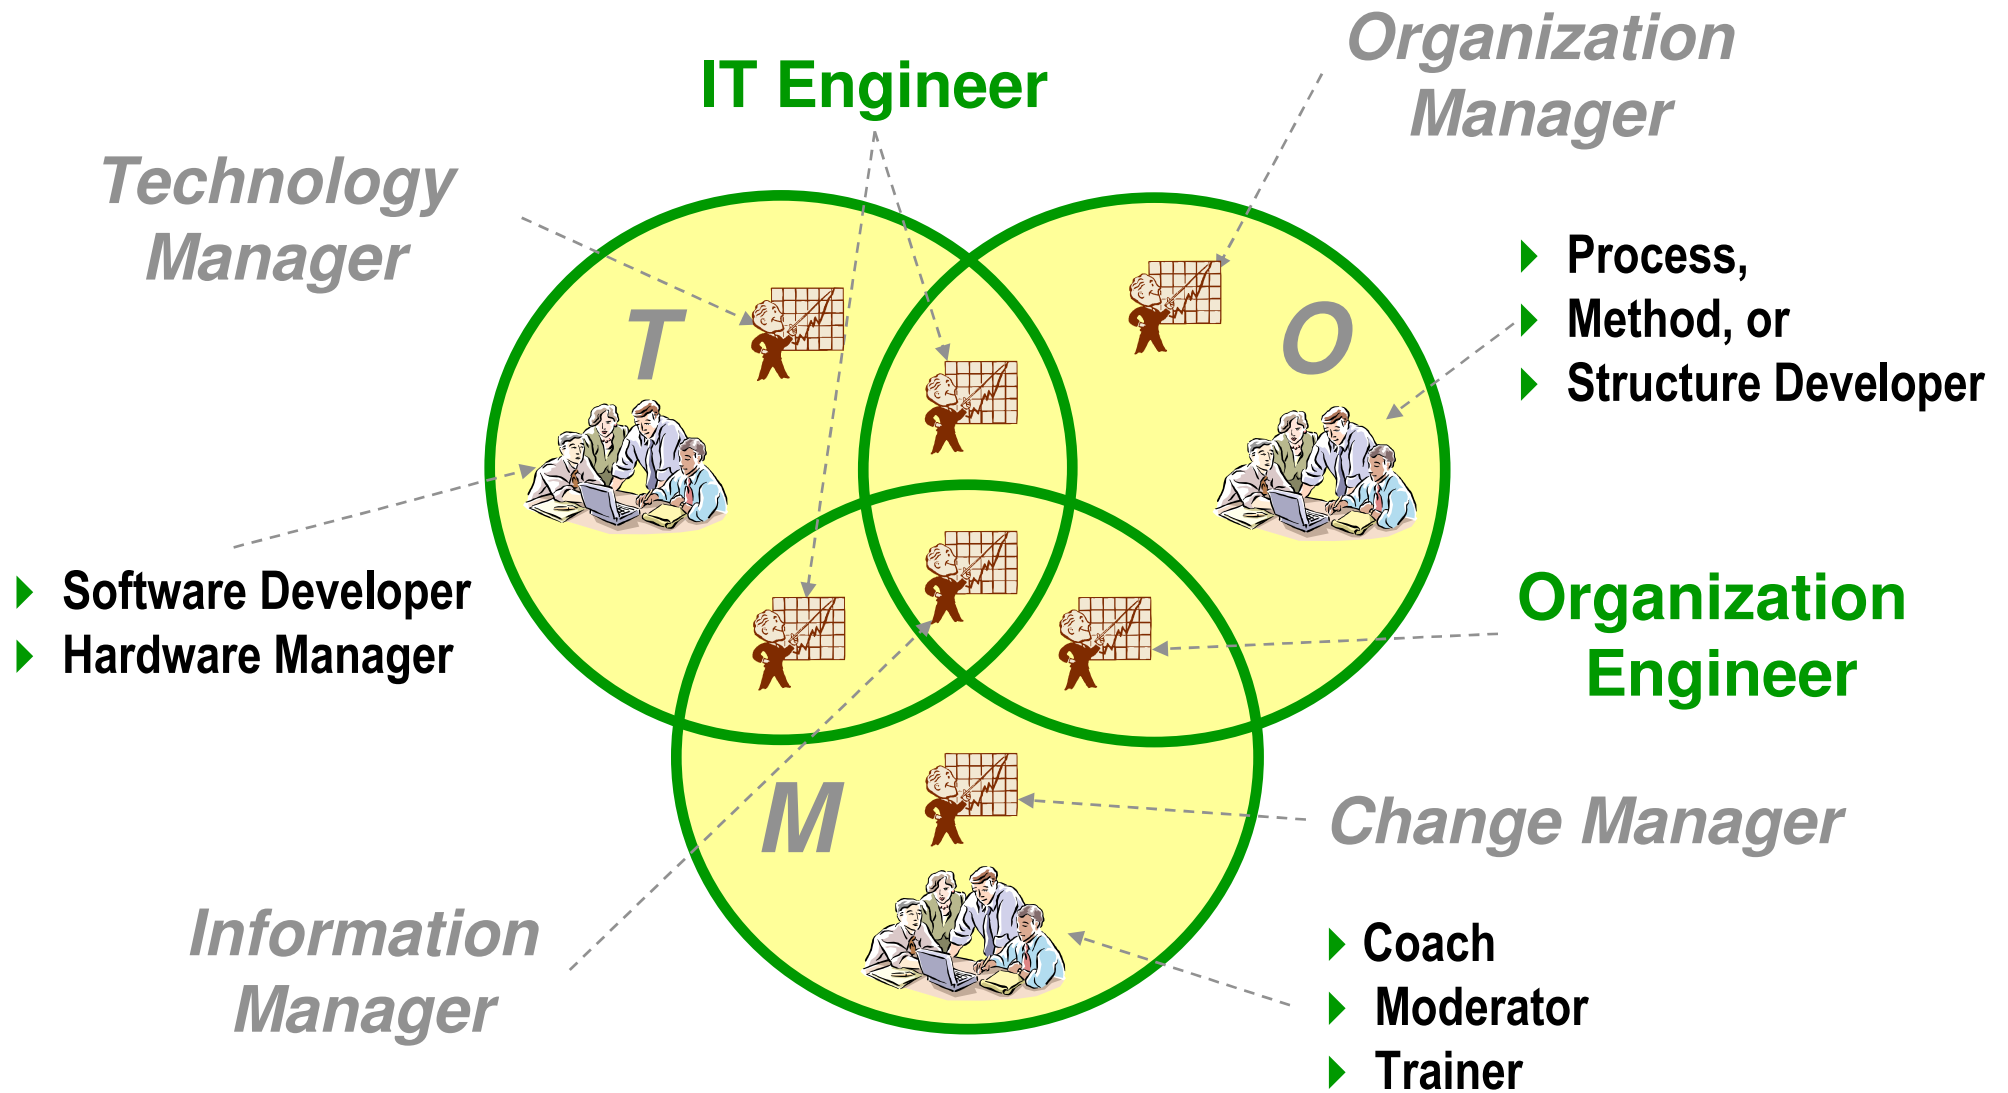 Organization
Manager
IT Engineer
Technology
Manager
Process,
Method, or
Structure Developer
T
O
Software Developer
Hardware Manager
Organization
Engineer
M
Change Manager
Information
Manager
Coach
Moderator
Trainer